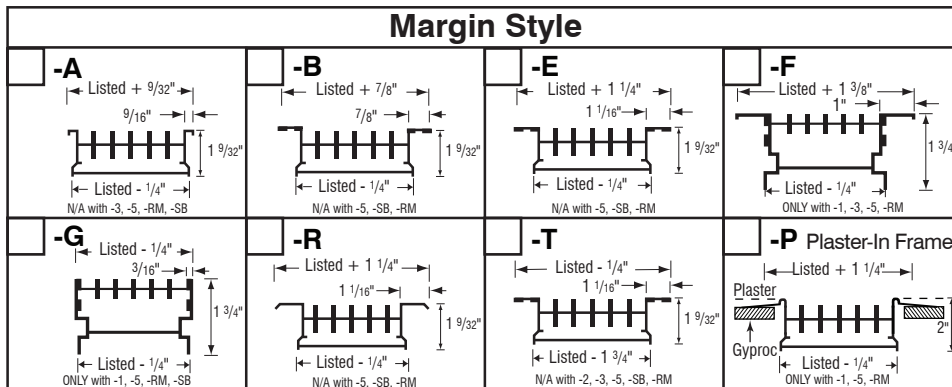 Margin Style
-A
Listed + 9/32"
9/16"
1 9/32"
Listed - 1/4"
N/A with -3, -5, -RM, -SB
-B
Listed + 7/8"
7/8"
1 9/32"
Listed - 1/4"
N/A with -5, -SB, -RM
-E
Listed + 1 1/4"
1 1/16"
1 9/32"
Listed - 1/4"
N/A with -5, -SB, -RM
-F
Listed + 1 3/8"
1"
1 3/4
Listed - 1/4"
ONLY with -1, -3, -5, -RM
-G
Listed - 1/4"
3/16"
1 3/4"
Listed - 1/4"
ONLY with -1, -5, -RM, -SB
-R
Listed + 1 1/4"
1 1/16"
1 9/32"
Listed - 1/4"
N/A with -5, -SB, -RM
-T
Listed - 1/4"
1 1/16"
1 9/32"
Listed - 1 3/4"
N/A with -2, -3, -5, -SB, -RM
-P Plaster-In Frame
Listed + 1 1/4"
Plaster
2"
Gyproc
Listed - 1/4"
ONLY with -1, -5, -RM